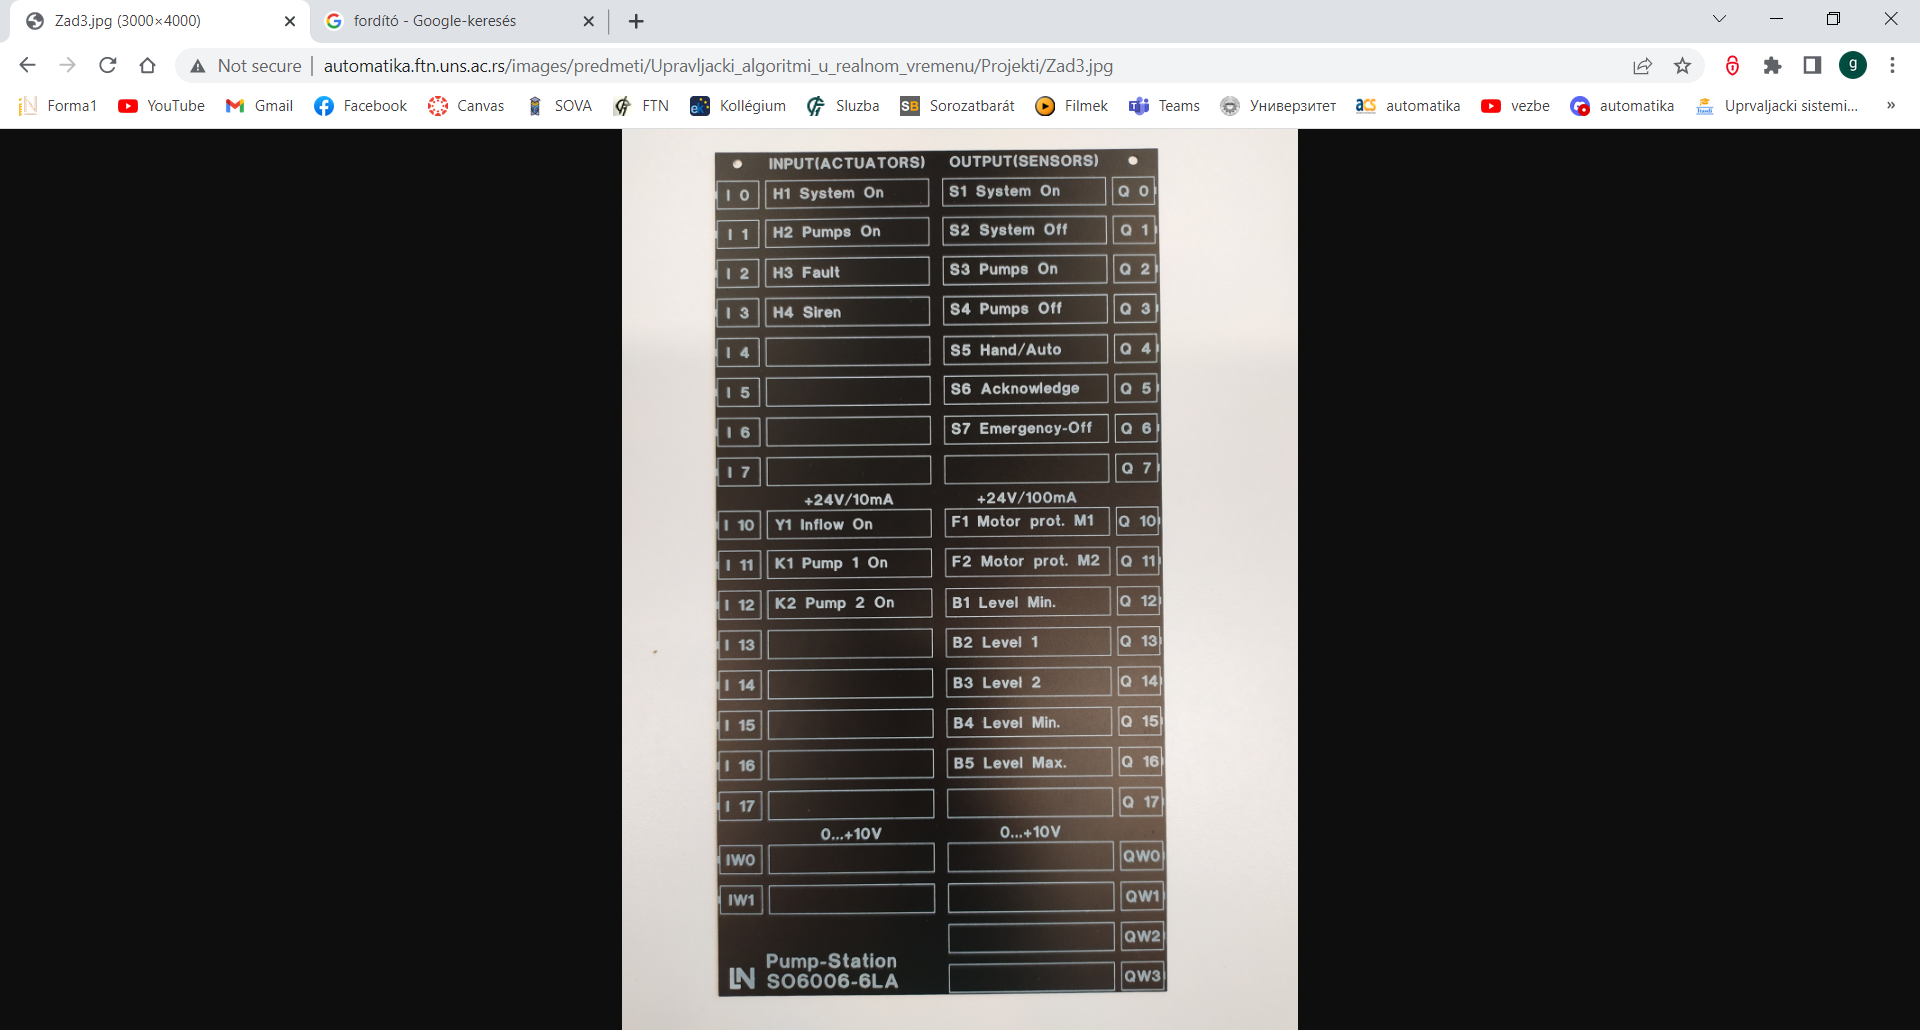 Zad3.jpg (3000×4000)
fordító - Google-keresés
Not secure
automatika.ftn.uns.ac.rs/images/predmeti/Upravljacki_algoritmi_u_realnom_vremenu/Projekti/Zad3.jpg
g
Forma1
YouTube
Gmail
Facebook
Canvas
SOVA
FTN
Kollégium
Sluzba
SB
Sorozatbarát
Filmek
Teams
Универзитет
acs
automatika
vezbe
automatika
Uprvaljacki sistemi...
»
INPUT(ACTUATORS) OUTPUT(SENSORS)
I 0 H1 System On S1 System On Q 0
I 1 H2 Pumps On S2 System Off Q 1
I 2 H3 Fault S3 Pumps On Q 2
I 3 H4 Siren S4 Pumps Off Q 3
I 4 S5 Hand/Auto Q 4
I 5 S6 Acknowledge Q 5
I 6 S7 Emergency-Off Q 6
I 7 Q 7
+24V/10mA +24V/100mA
I 10 Y1 Inflow On F1 Motor prot. M1 Q 10
I 11 K1 Pump 1 On F2 Motor prot. M2 Q 11
I 12 K2 Pump 2 On B1 Level Min. Q 12
I 13 B2 Level 1 Q 13
I 14 B3 Level 2 Q 14
I 15 B4 Level Min. Q 15
I 16 B5 Level Max. Q 16
I 17 Q 17
0...+10V 0...+10V
IW0 QW0
IW1 QW1
QW2
QW3
LN
Pump-Station
SO6006-6LA